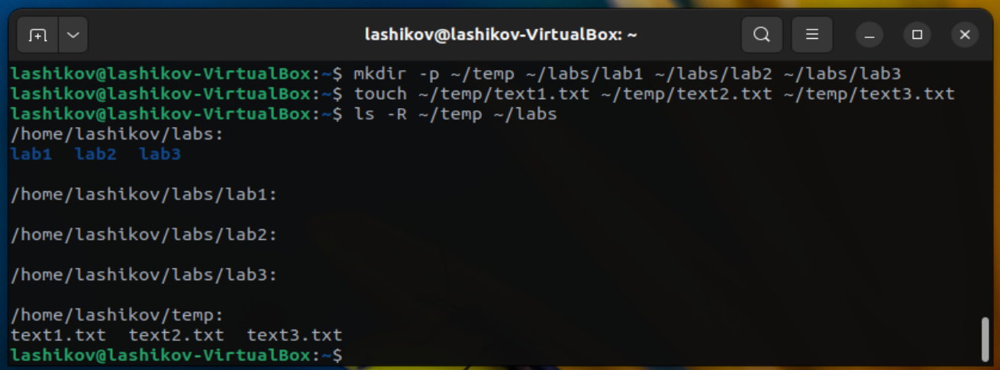 lashikov@lashikov-VirtualBox: ~
lashikov@lashikov-VirtualBox:~$ mkdir -p ~/temp ~/labs/lab1 ~/labs/lab2 ~/labs/lab3
lashikov@lashikov-VirtualBox:~$ touch ~/temp/text1.txt ~/temp/text2.txt ~/temp/text3.txt
lashikov@lashikov-VirtualBox:~$ ls -R ~/temp ~/labs
/home/lashikov/labs:
lab1  lab2  lab3
/home/lashikov/labs/lab1:
/home/lashikov/labs/lab2:
/home/lashikov/labs/lab3:
/home/lashikov/temp:
text1.txt  text2.txt  text3.txt
lashikov@lashikov-VirtualBox:~$